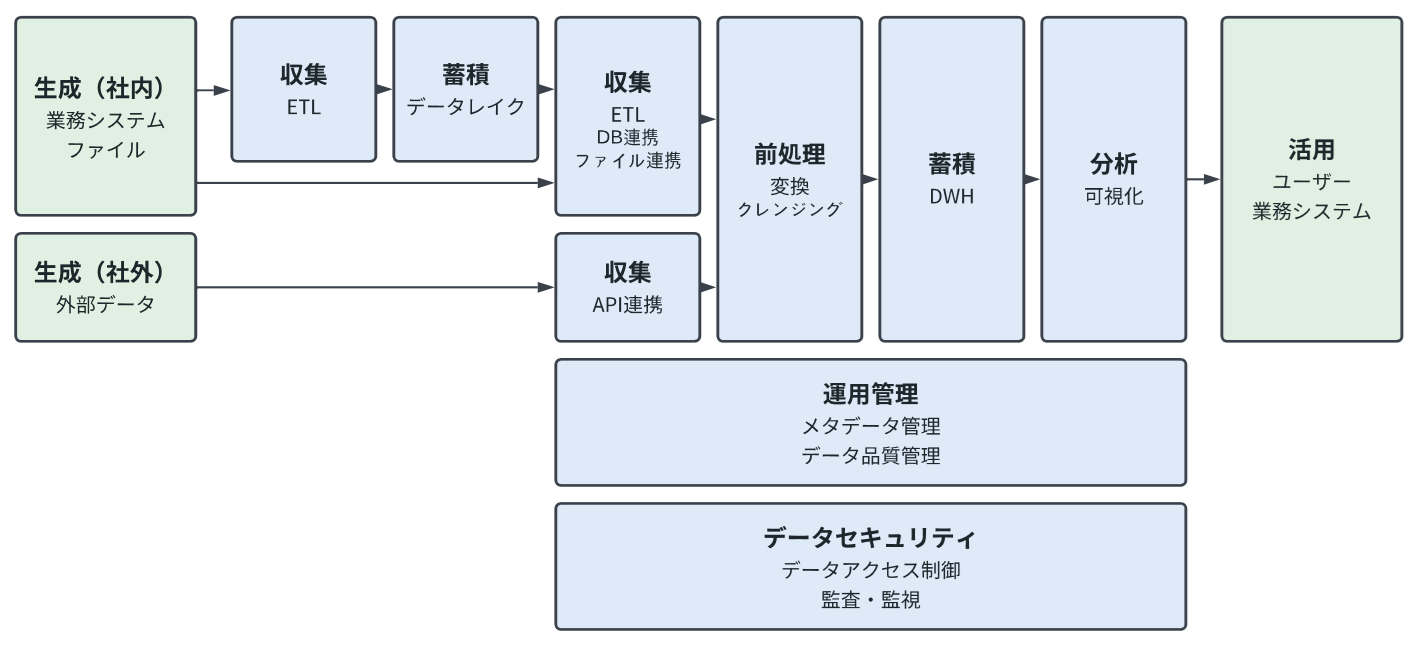 生成（社内）
業務システム
ファイル
収集
ETL
蓄積
データレイク
収集
ETL
DB連携
ファイル連携
前処理
変換
クレンジング
蓄積
DWH
分析
可視化
活用
ユーザー
業務システム
生成（社外）
外部データ
収集
API連携
運用管理
メタデータ管理
データ品質管理
データセキュリティ
データアクセス制御
監査・監視